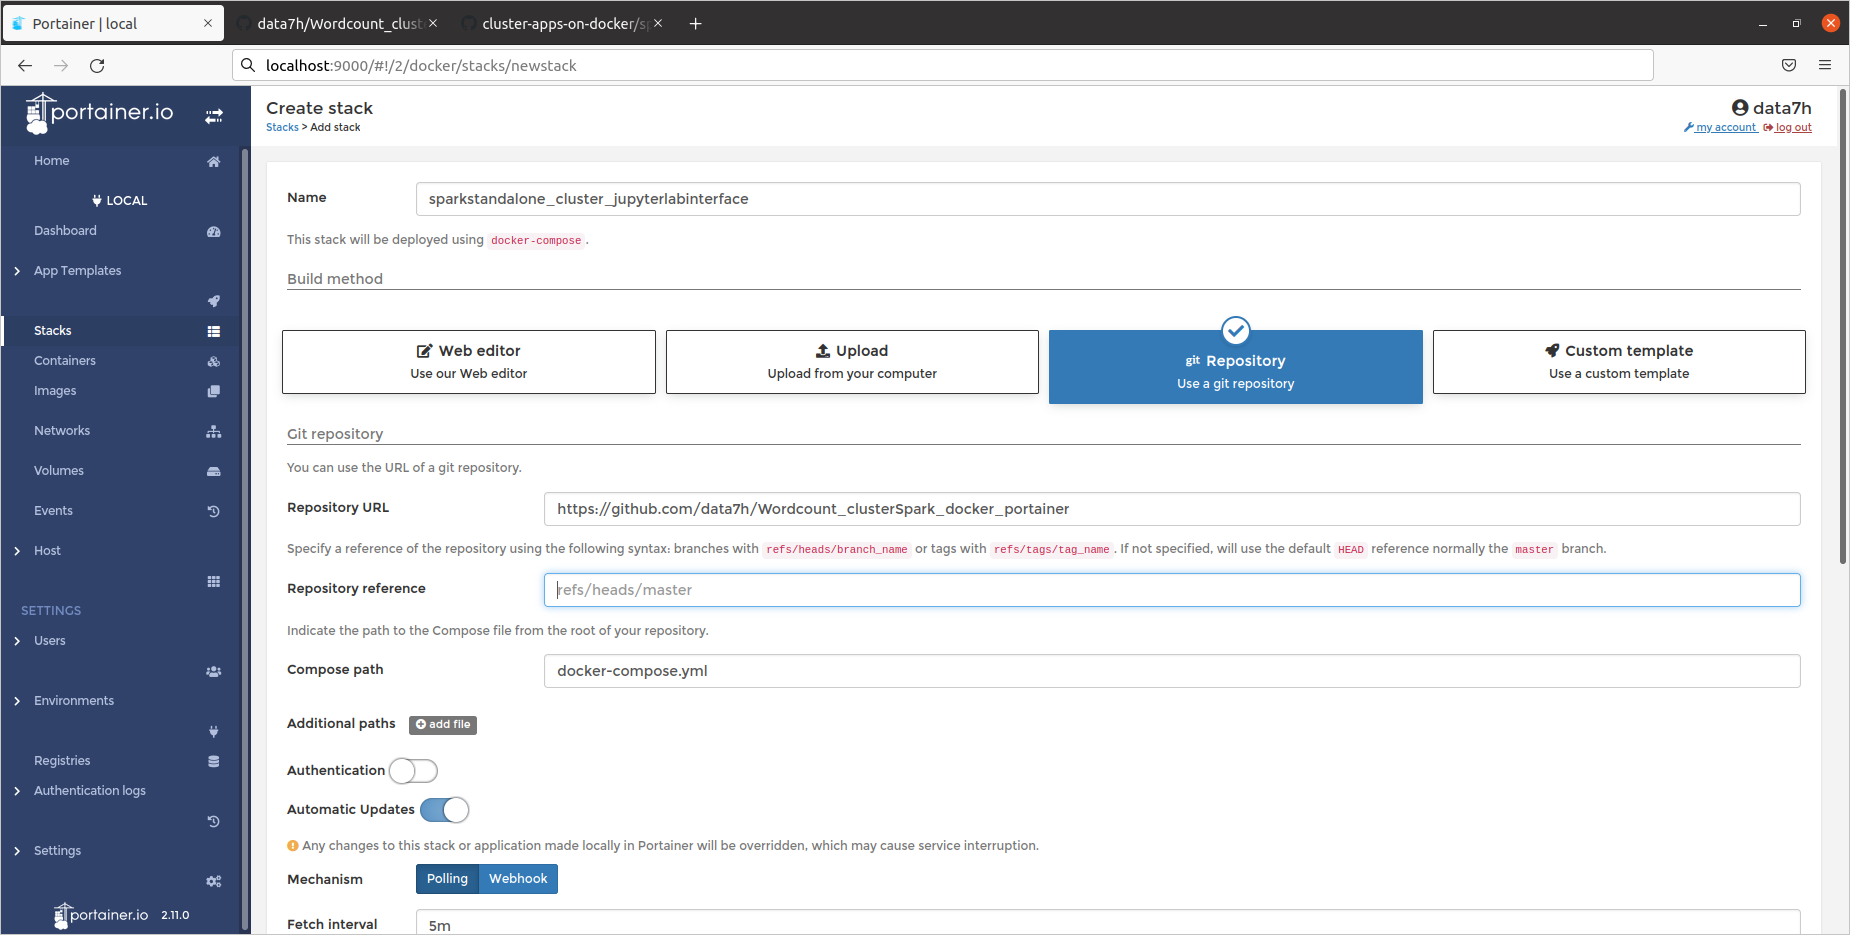 Portainer | local
data7h/Wordcount_clust
cluster-apps-on-docker/sp
localhost:9000/#!/2/docker/stacks/newstack
portainer.io
Home
LOCAL
Dashboard
App Templates
Stacks
Containers
Images
Networks
Volumes
Events
Host
SETTINGS
Users
Environments
Registries
Authentication logs
Settings
portainer.io 2.11.0
Create stack
Stacks > Add stack
data7h
my account log out
Name sparkstandalone_cluster_jupyterlabinterface
This stack will be deployed using docker-compose.
Build method
Web editor
Use our Web editor
Upload
Upload from your computer
git Repository
Use a git repository
Custom template
Use a custom template
Git repository
You can use the URL of a git repository.
Repository URL https://github.com/data7h/Wordcount_clusterSpark_docker_portainer
Specify a reference of the repository using the following syntax: branches with refs/heads/branch_name or tags with refs/tags/tag_name. If not specified, will use the default HEAD reference normally the master branch.
Repository reference refs/heads/master
Indicate the path to the Compose file from the root of your repository.
Compose path docker-compose.yml
Additional paths add file
Authentication
Automatic Updates
Any changes to this stack or application made locally in Portainer will be overridden, which may cause service interruption.
Mechanism Polling Webhook
Fetch interval 5m